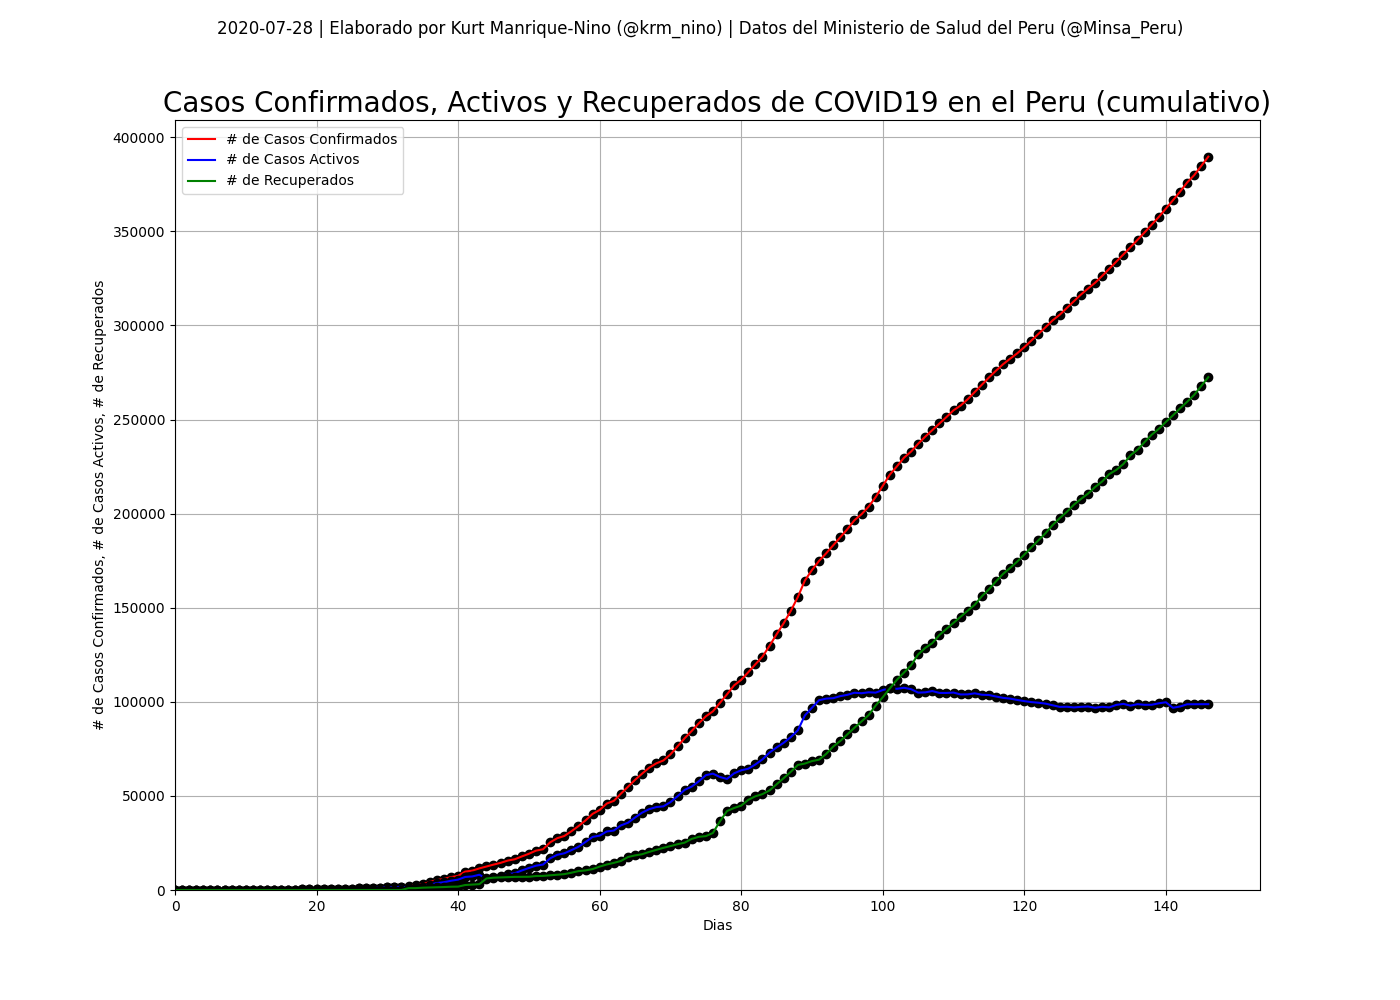 2020-07-28 | Elaborado por Kurt Manrique-Nino (@krm_nino) | Datos del Ministerio de Salud del Peru (@Minsa_Peru)
Casos Confirmados, Activos y Recuperados de COVID19 en el Peru (cumulativo)
# de Casos Confirmados
# de Casos Activos
# de Recuperados
# de Casos Confirmados, # de Casos Activos, # de Recuperados
400000
350000
300000
250000
200000
150000
100000
50000
0
0 20 40 60 80 100 120 140
Dias